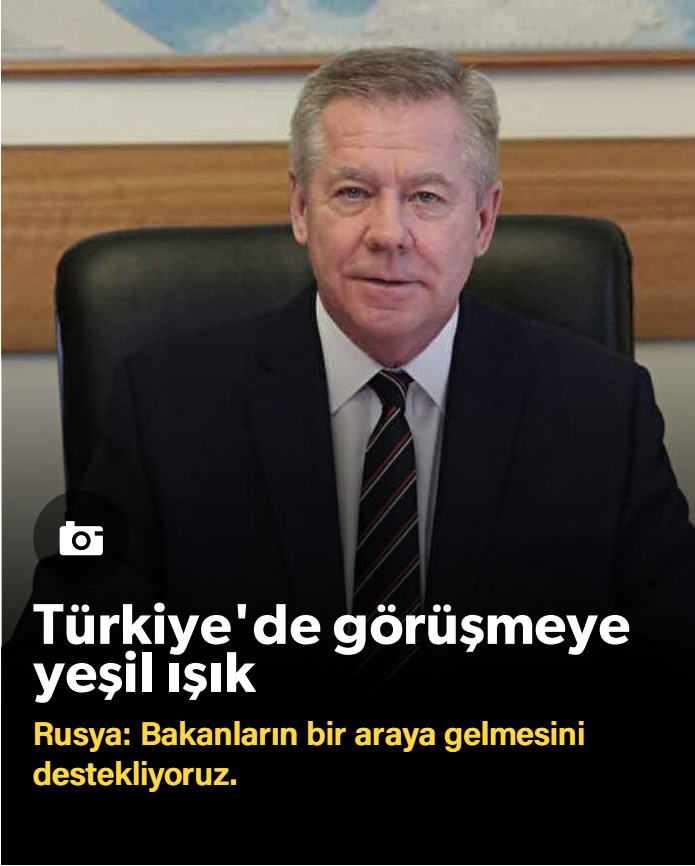 Türkiye'de görüşmeye
yeşil ışık
Rusya: Bakanların bir araya gelmesini
destekliyoruz.